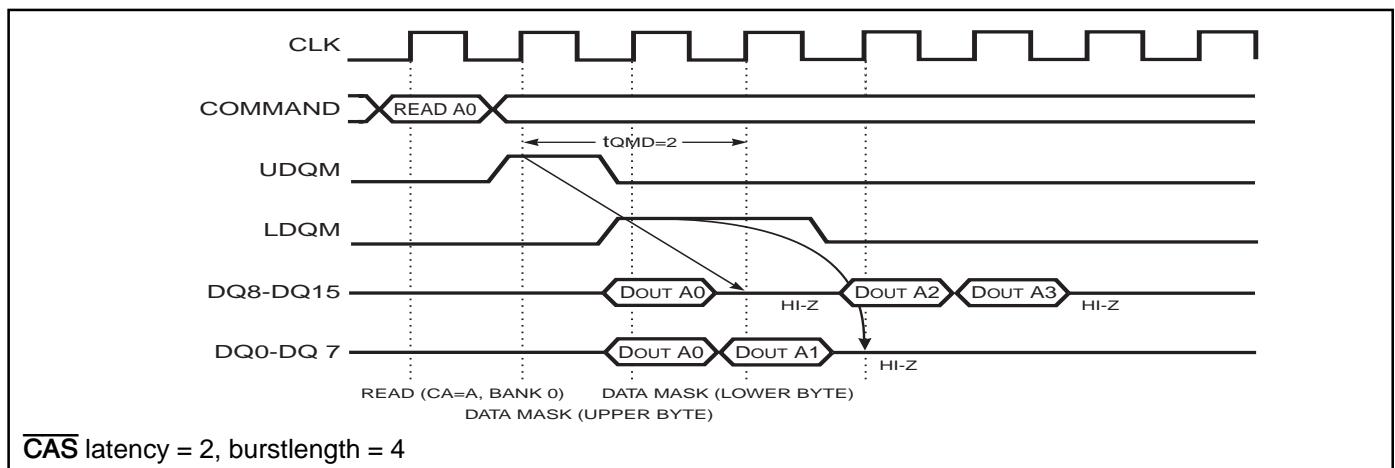 CLK
COMMAND READ A0
tQMD=2
UDQM
LDQM
DQ8-DQ15 DOUT A0 HI-Z DOUT A2 DOUT A3 HI-Z
DQ0-DQ 7 DOUT A0 DOUT A1 HI-Z
READ (CA=A, BANK 0) DATA MASK (LOWER BYTE)
DATA MASK (UPPER BYTE)
CAS latency = 2, burstlength = 4